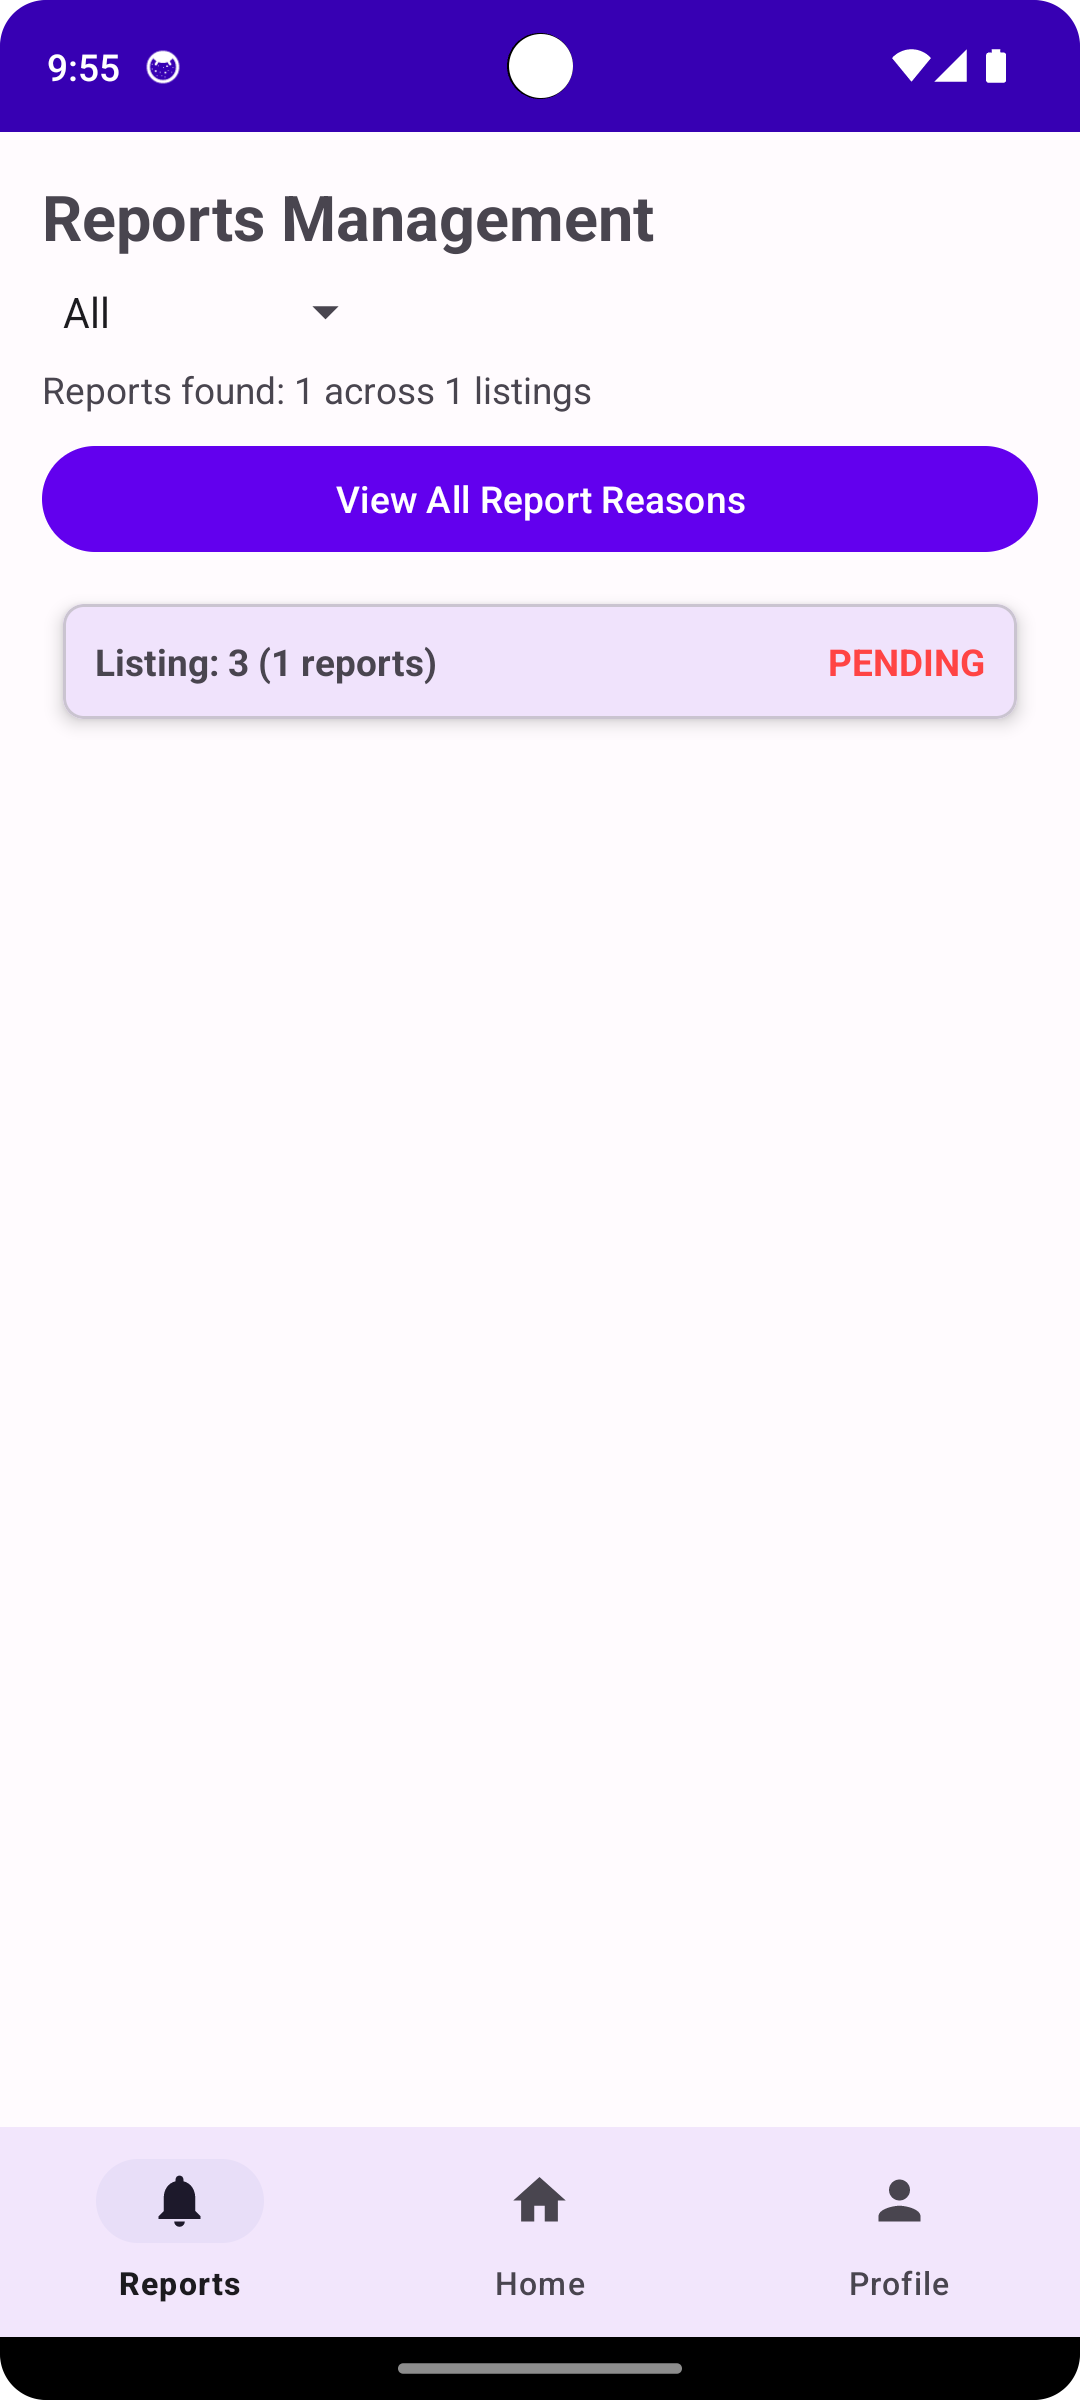 9:55
Reports Management
All
Reports found: 1 across 1 listings
View All Report Reasons
Listing: 3 (1 reports)
PENDING
Reports
Home
Profile